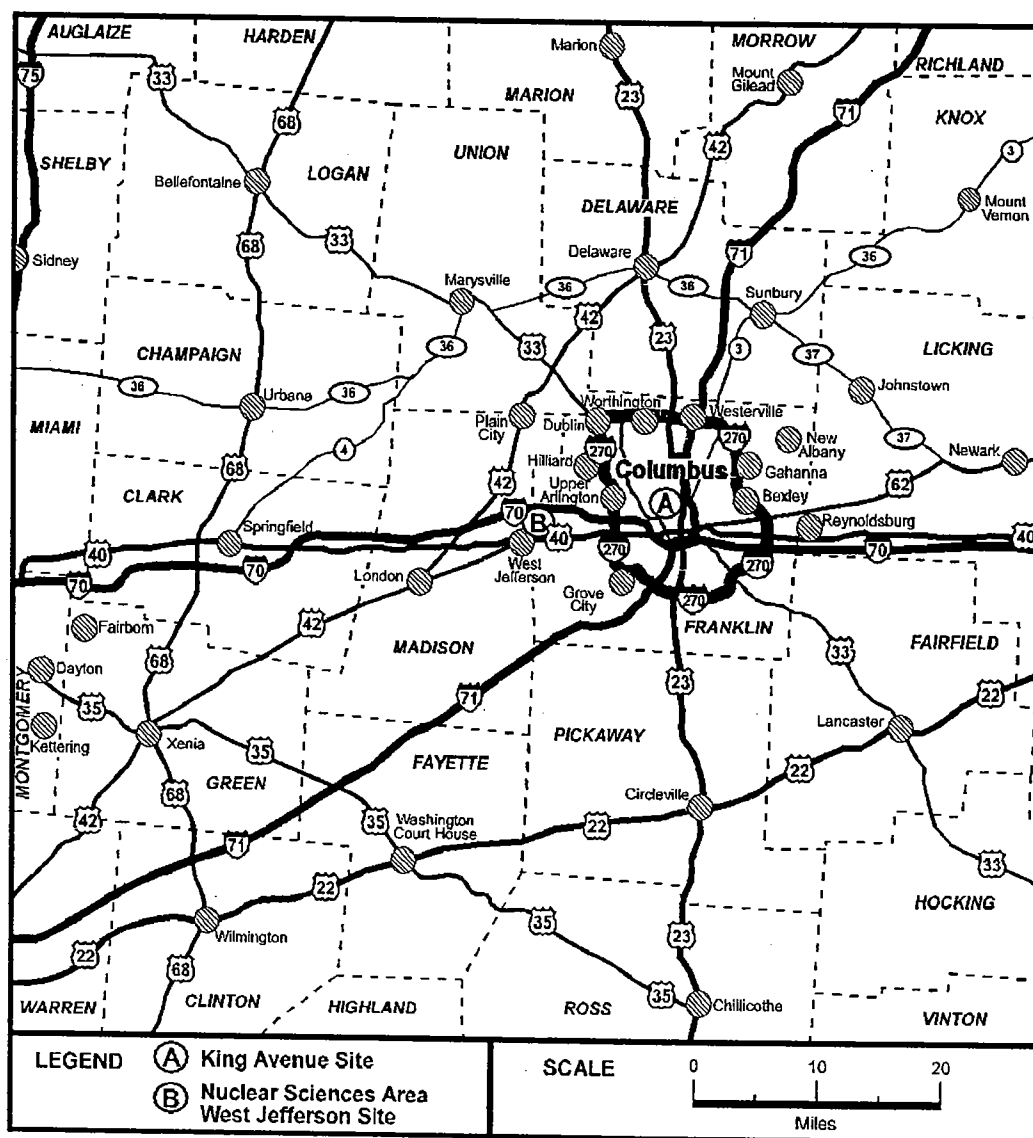 AUGLAIZE
HARDEN
Marion
MORROW
RICHLAND
75
33
68
MARION
23
Mount
Gilead
71
KNOX
SHELBY
UNION
42
3
Bellefontaine
LOGAN
DELAWARE
Mount
Vernon
68
33
71
Sidney
Delaware
36
Marysville
36
36
Sunbury
42
CHAMPAIGN
33
23
3
37
LICKING
36
36
36
Urbana
Johnstown
MIAMI
Plain
City
Worthington
Dublin
Westerville
4
270
270
New
Albany
37
Newark
68
Hilliard
Columbus
Gahanna
CLARK
42
Upper
Arlington
A
Bexley
62
Springfield
70
B
Reynoldsburg
40
40
40
70
70
London
West
Jefferson
270
270
70
Grove
City
270
Fairborn
42
MADISON
FRANKLIN
33
FAIRFIELD
Dayton
68
MONTGOMERY
35
71
23
22
Kettering
Xenia
35
PICKAWAY
Lancaster
GREEN
FAYETTE
22
68
Circleville
42
35
Washington
Court House
22
71
33
22
HOCKING
35
23
Wilmington
22
68
WARREN
CLINTON
HIGHLAND
ROSS
35
Chillicothe
VINTON
LEGEND
A King Avenue Site
B Nuclear Sciences Area
West Jefferson Site
SCALE
0 10 20
Miles